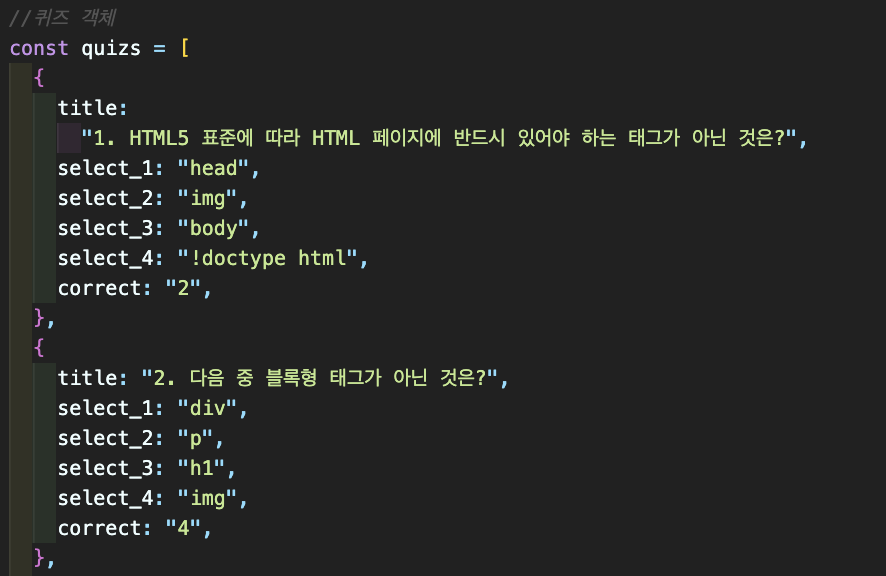 //퀴즈 객체
const quizs = [
{
title:
"1. HTML5 표준에 따라 HTML 페이지에 반드시 있어야 하는 태그가 아닌 것은?",
select_1: "head",
select_2: "img",
select_3: "body",
select_4: "!doctype html",
correct: "2",
},
{
title: "2. 다음 중 블록형 태그가 아닌 것은?",
select_1: "div",
select_2: "p",
select_3: "h1",
select_4: "img",
correct: "4",
},